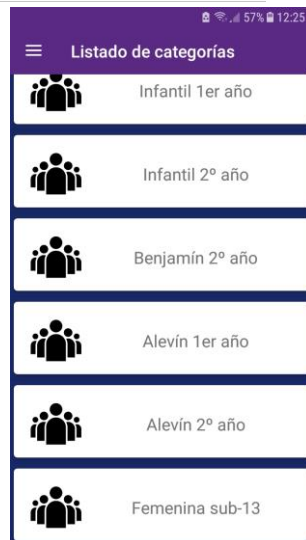 57% 12:25
Listado de categorías
Infantil 1er año
Infantil 2º año
Benjamín 2º año
Alevín 1er año
Alevín 2º año
Femenina sub-13